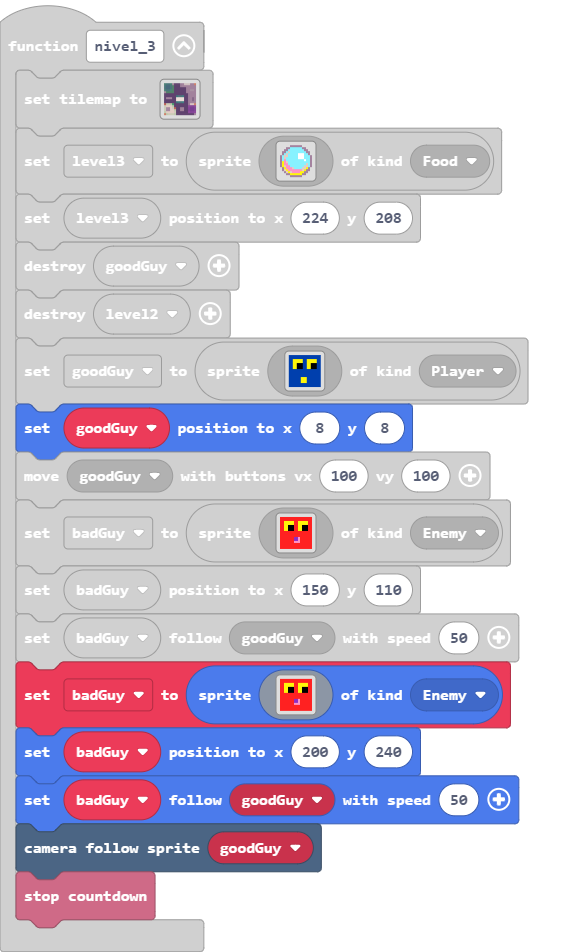 function nivel_3
set tilemap to
set level3 to sprite of kind Food
set level3 position to x 224 y 208
destroy goodGuy
destroy level2
set goodGuy to sprite of kind Player
set goodGuy position to x 8 y 8
move goodGuy with buttons vx 100 vy 100
set badGuy to sprite of kind Enemy
set badGuy position to x 150 y 110
set badGuy follow goodGuy with speed 50
set badGuy to sprite of kind Enemy
set badGuy position to x 200 y 240
set badGuy follow goodGuy with speed 50
camera follow sprite goodGuy
stop countdown